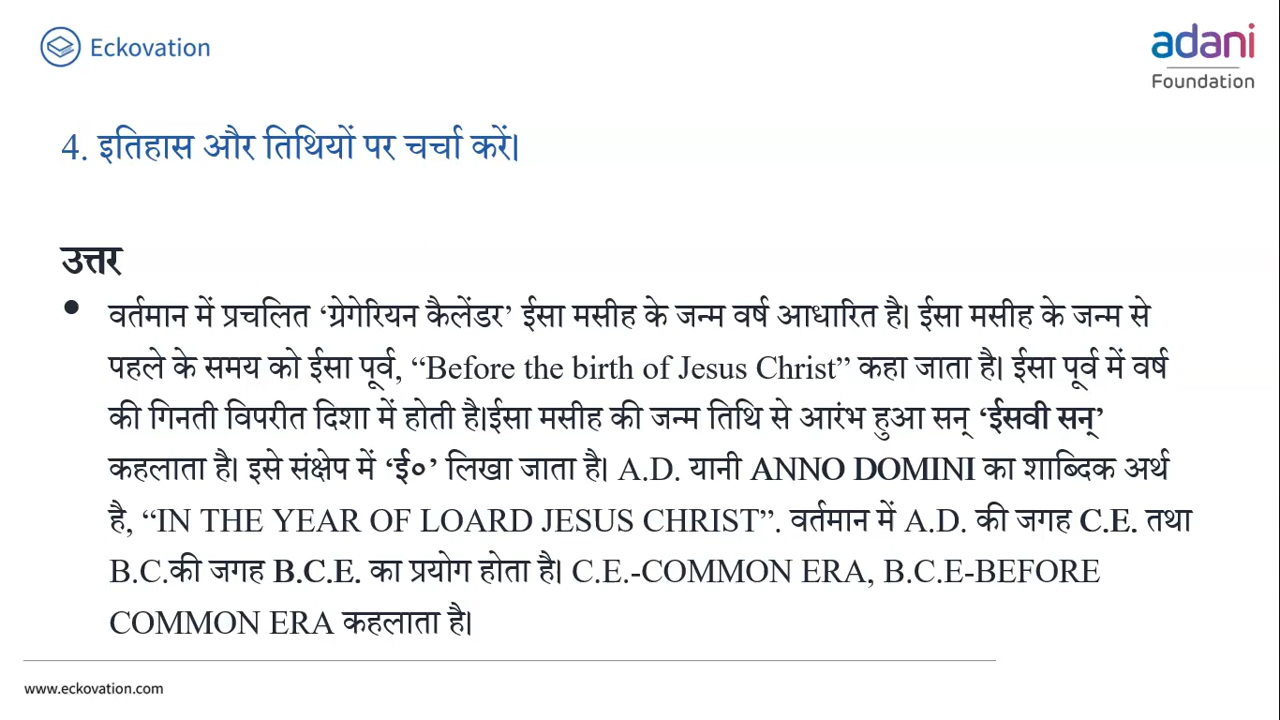 Eckovation
adani
Foundation
4. इतिहास और तिथियों पर चर्चा करें।
उत्तर
• वर्तमान में प्रचलित ‘ग्रेगेरियन कैलेंडर’ ईसा मसीह के जन्म वर्ष आधारित है। ईसा मसीह के जन्म से
पहले के समय को ईसा पूर्व, “Before the birth of Jesus Christ” कहा जाता है। ईसा पूर्व में वर्ष
की गिनती विपरीत दिशा में होती है।ईसा मसीह की जन्म तिथि से आरंभ हुआ सन् ‘ईसवी सन्’
कहलाता है। इसे संक्षेप में ‘ई०’ लिखा जाता है। A.D. यानी ANNO DOMINI का शाब्दिक अर्थ
है, “IN THE YEAR OF LOARD JESUS CHRIST”. वर्तमान में A.D. की जगह C.E. तथा
B.C.की जगह B.C.E. का प्रयोग होता है। C.E.-COMMON ERA, B.C.E-BEFORE
COMMON ERA कहलाता है।
www.eckovation.com